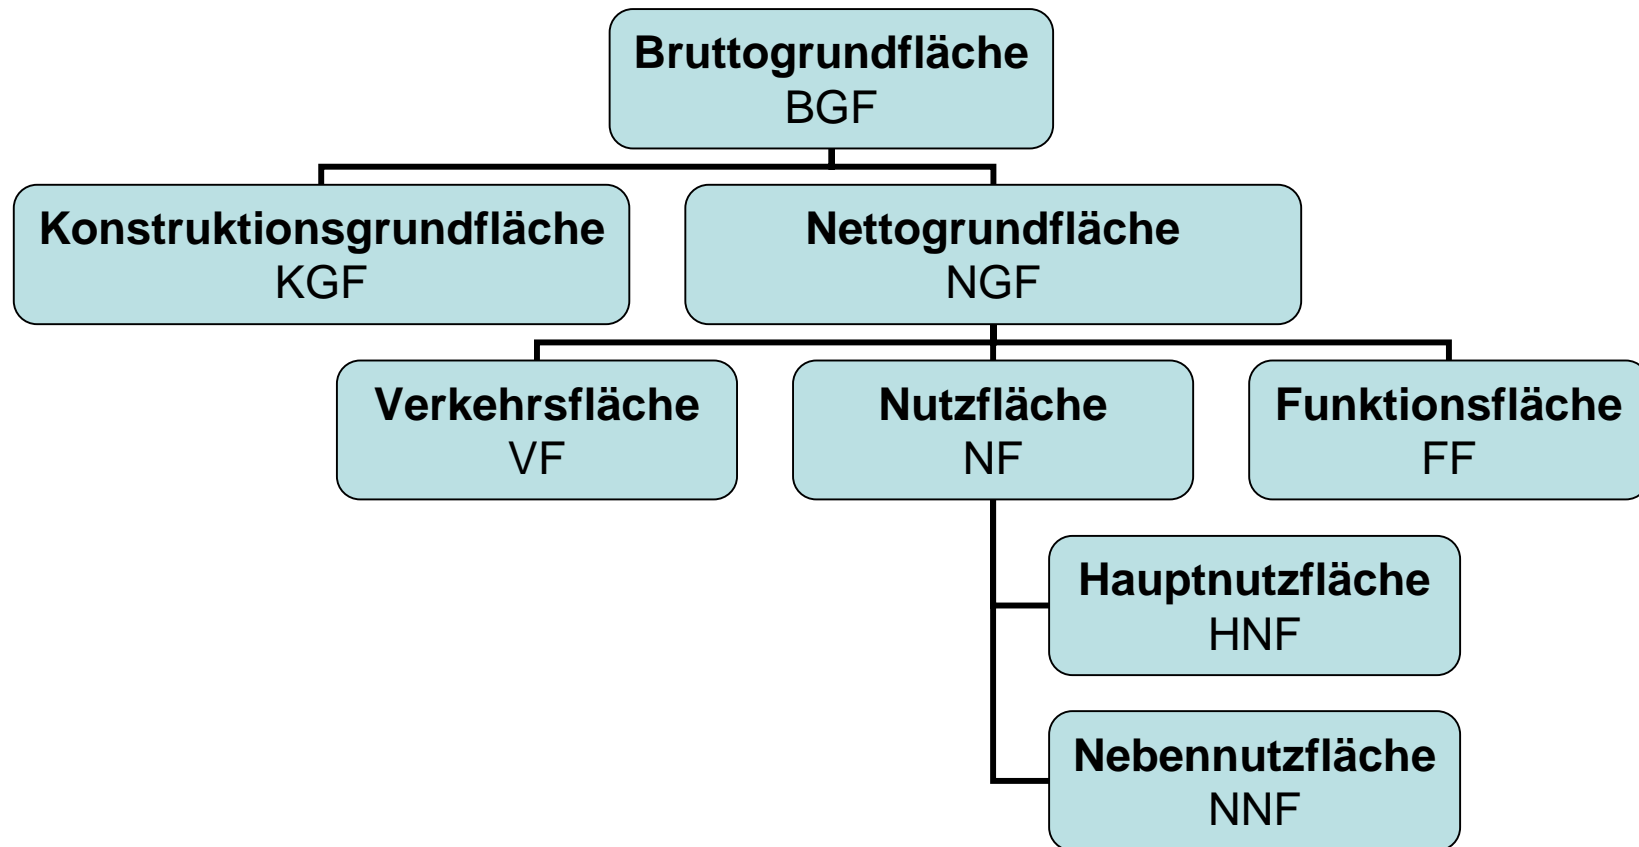 Bruttogrundfläche
BGF
Konstruktionsgrundfläche
KGF
Nettogrundfläche
NGF
Verkehrsfläche
VF
Nutzfläche
NF
Funktionsfläche
FF
Hauptnutzfläche
HNF
Nebennutzfläche
NNF